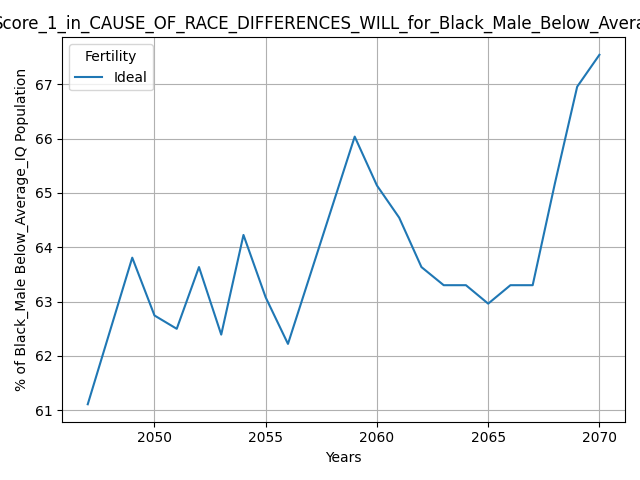 Score_1_in_CAUSE_OF_RACE_DIFFERENCES_WILL_for_Black_Male_Below_Avera
Fertility
Ideal
% of Black_Male Below_Average_IQ Population
67
66
65
64
63
62
61
2050 2055 2060 2065 2070
Years